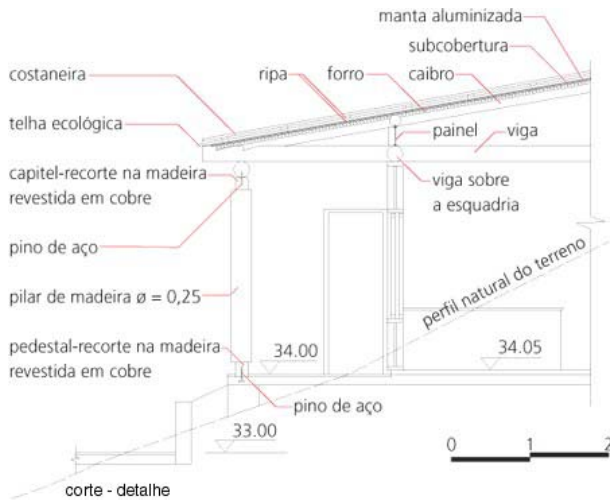 manta aluminizada
subcobertura
costaneira
ripa
forro
caibro
telha ecológica
painel
viga
capitel-recorte na madeira
revestida em cobre
viga sobre
a esquadria
pino de aço
perfil natural do terreno
pilar de madeira ø = 0,25
pedestal-recorte na madeira
revestida em cobre
34.00
34.05
pino de aço
33.00
0 1 2
corte - detalhe